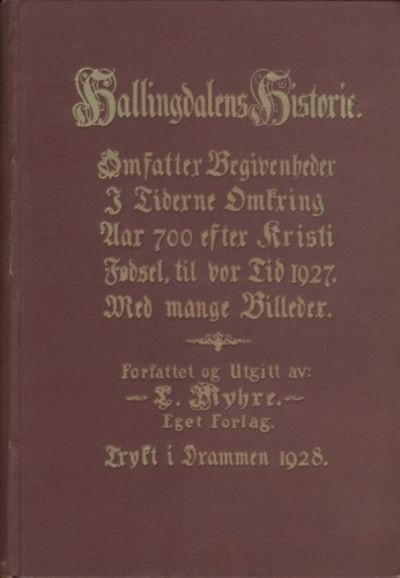 Hallingdalens Historie.
Omfatter Begivenheder
I Tiderne Omkring
Aar 700 efter Kristi
Fødsel, til vor Tid 1927.
Med mange Billeder.
Forfattet og Utgitt av:
— T. Myhre. —
Eget Forlag.
Trykt i Drammen 1928.